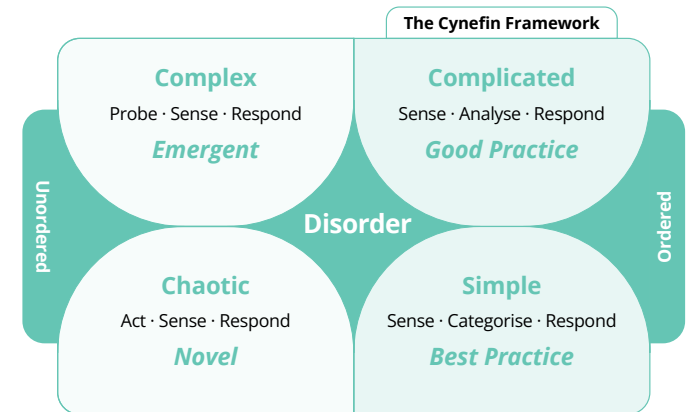 The Cynefin Framework
Complex
Probe · Sense · Respond
Emergent
Complicated
Sense · Analyse · Respond
Good Practice
Unordered
Disorder
Ordered
Chaotic
Act · Sense · Respond
Novel
Simple
Sense · Categorise · Respond
Best Practice